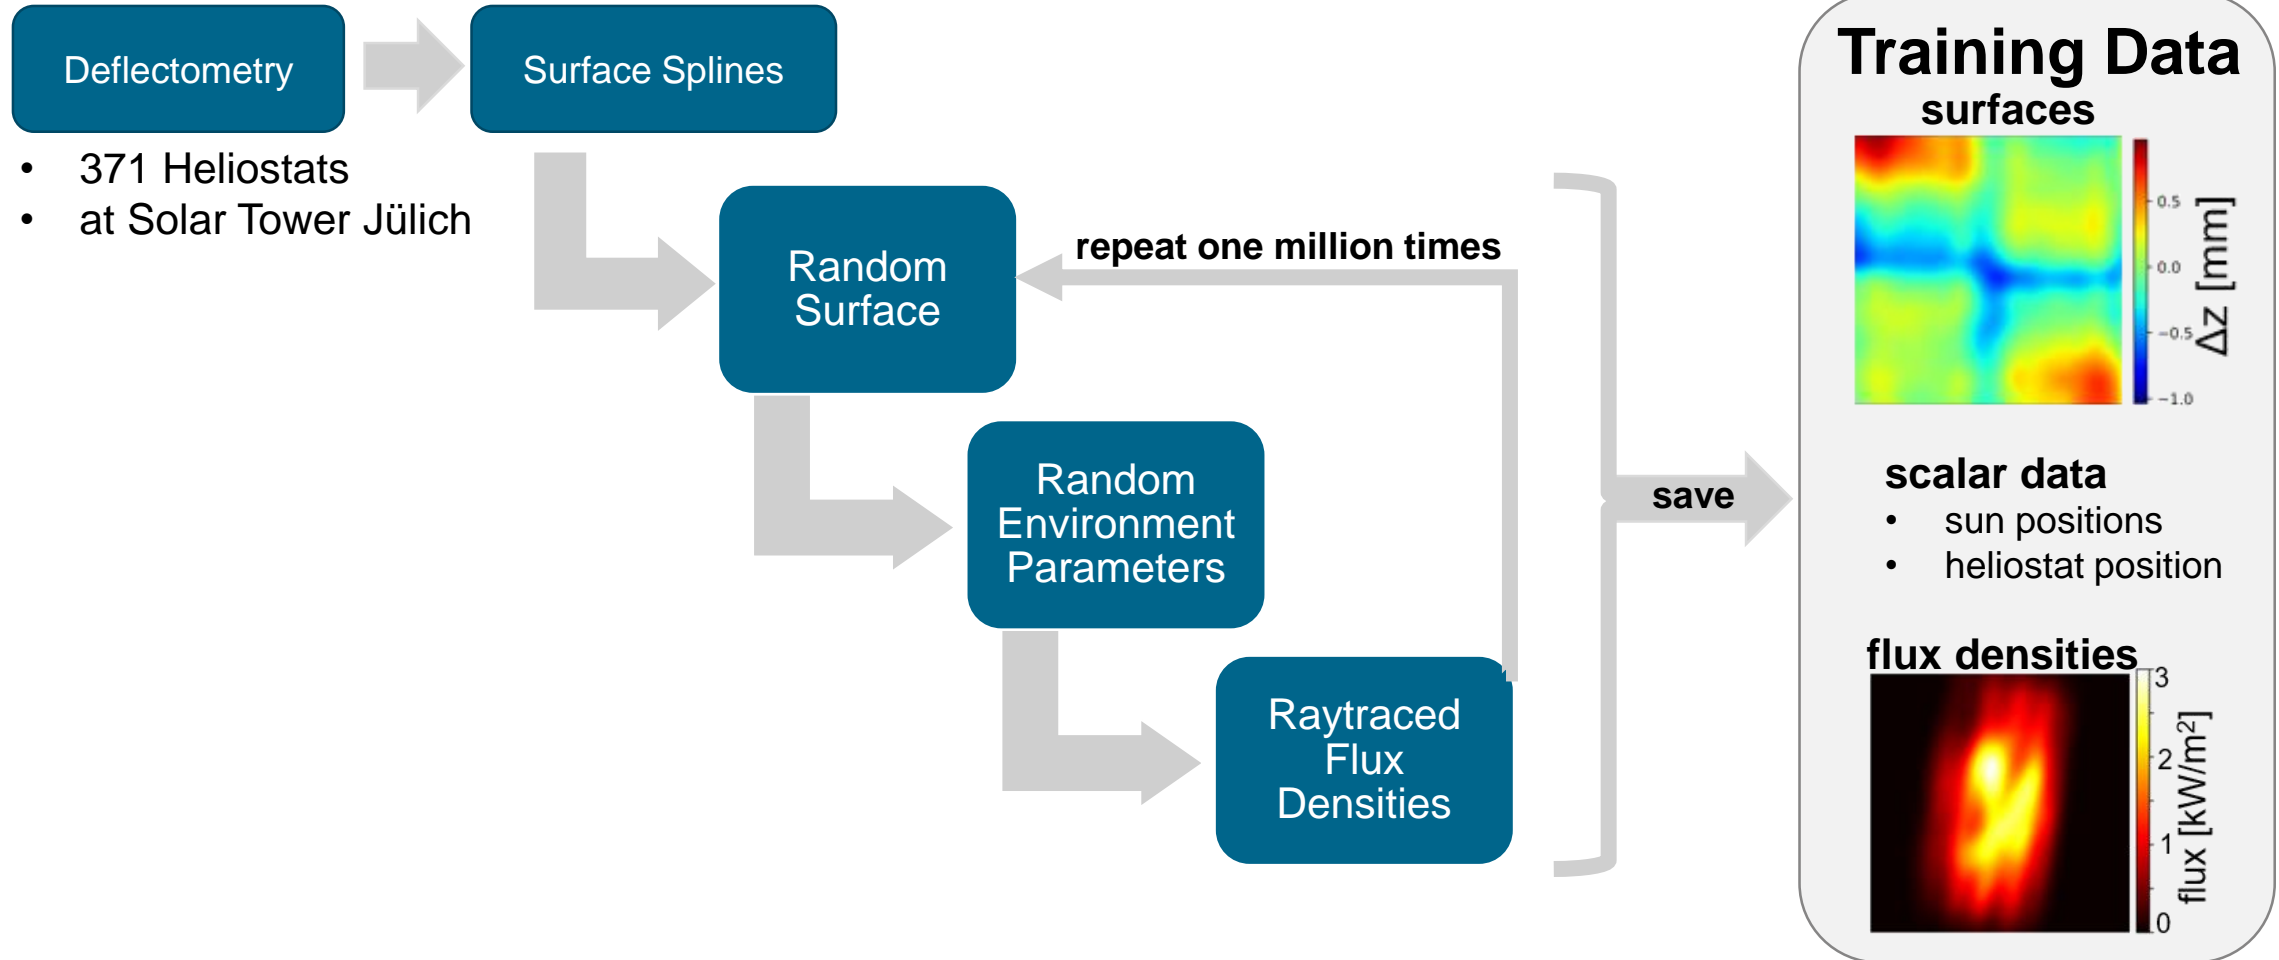 Deflectometry
Surface Splines
• 371 Heliostats
• at Solar Tower Jülich
Random
Surface
repeat one million times
Random
Environment
Parameters
Raytraced
Flux
Densities
save
Training Data
surfaces
0.5
0.0
−0.5
−1.0
Δz [mm]
scalar data
• sun positions
• heliostat position
flux densities
3
2
1
0
flux [kW/m²]